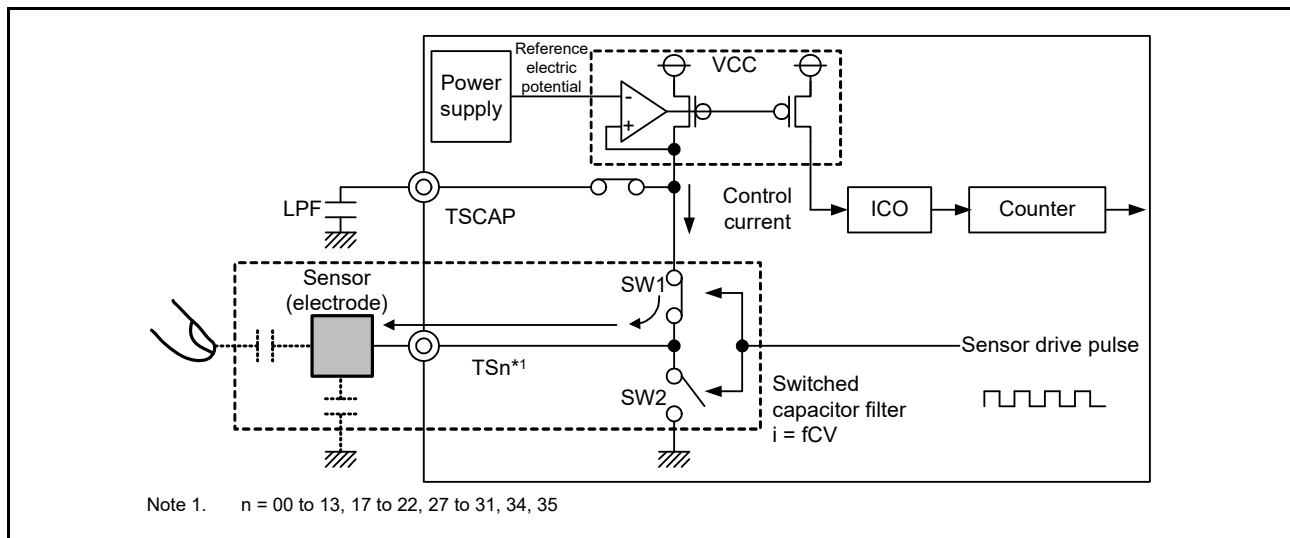 Power
supply
Reference
electric
potential
VCC
-
+
LPF
TSCAP
Control
current
ICO
Counter
Sensor
(electrode)
SW1
TSn*1
SW2
Sensor drive pulse
Switched
capacitor filter
i = fCV
Note 1. n = 00 to 13, 17 to 22, 27 to 31, 34, 35